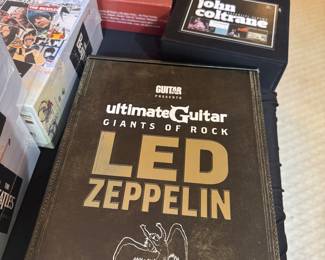 john
coltrane
GUITAR
PRESENTS
ultimateGuitar
GIANTS OF ROCK
LED
ZEPPELIN